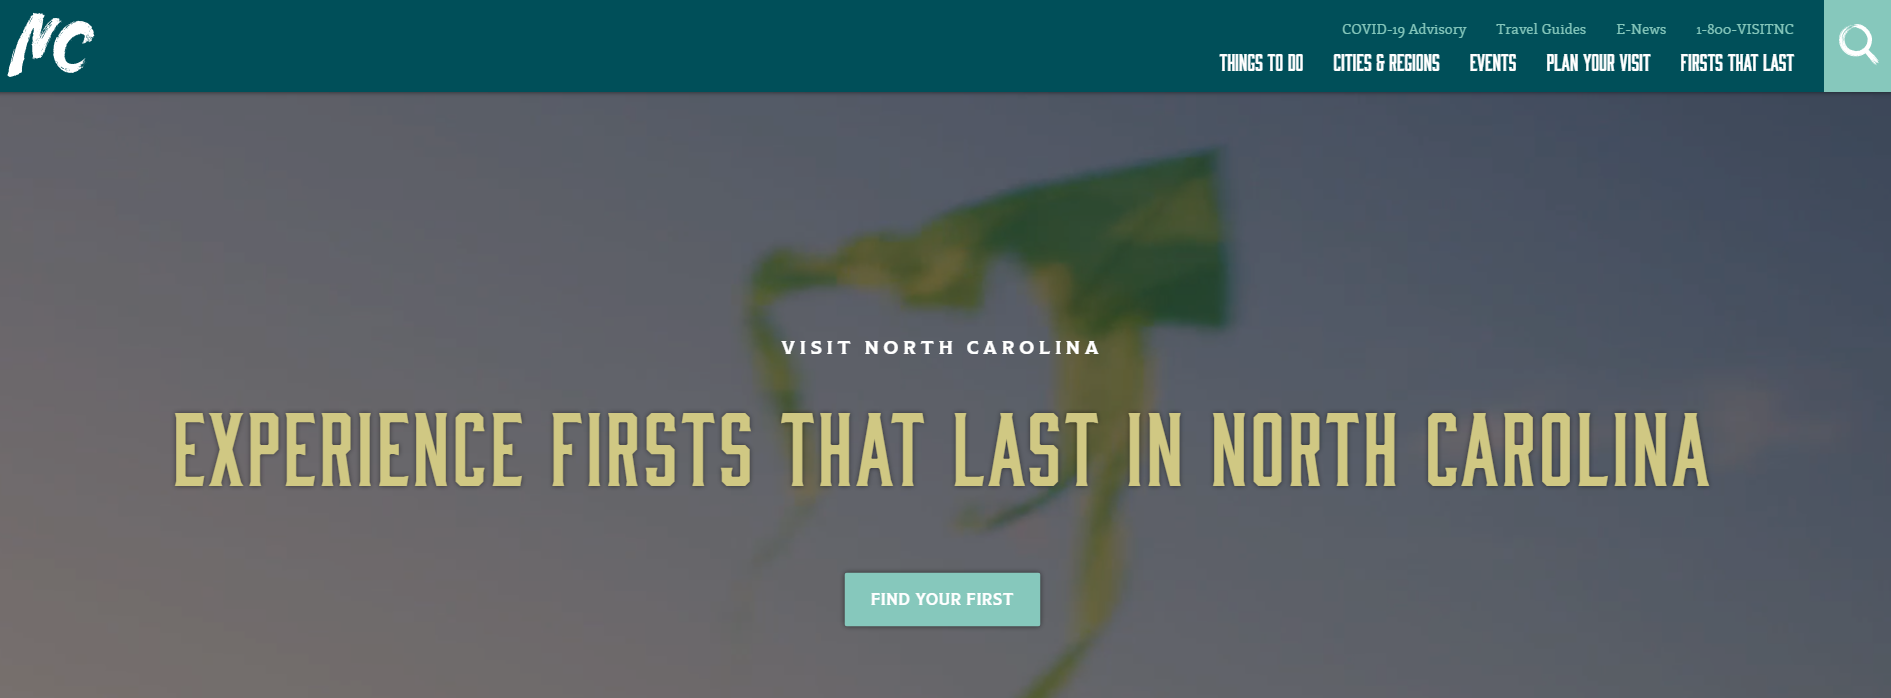 NC
COVID-19 Advisory Travel Guides E-News 1-800-VISITNC
THINGS TO DO CITIES & REGIONS EVENTS PLAN YOUR VISIT FIRSTS THAT LAST
VISIT NORTH CAROLINA
EXPERIENCE FIRSTS THAT LAST IN NORTH CAROLINA
FIND YOUR FIRST